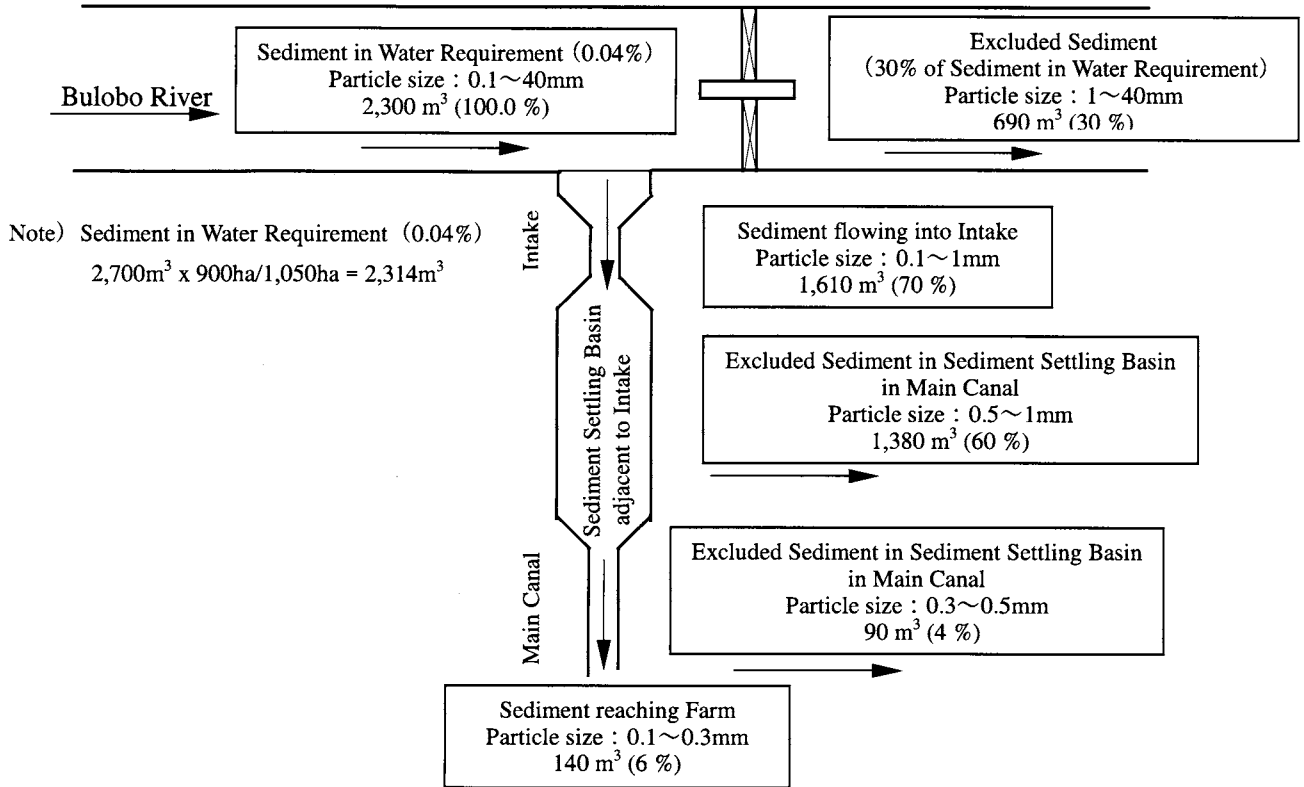 Sediment in Water Requirement (0.04%)
Particle size : 0.1～40mm
2,300 m³ (100.0 %)
Bulobo River
Excluded Sediment
(30% of Sediment in Water Requirement)
Particle size : 1～40mm
690 m³ (30 %)
Note) Sediment in Water Requirement (0.04%)
2,700m³ x 900ha/1,050ha = 2,314m³
Intake
Sediment flowing into Intake
Particle size : 0.1～1mm
1,610 m³ (70 %)
Sediment Settling Basin
adjacent to Intake
Excluded Sediment in Sediment Settling Basin
in Main Canal
Particle size : 0.5～1mm
1,380 m³ (60 %)
Main Canal
Excluded Sediment in Sediment Settling Basin
in Main Canal
Particle size : 0.3～0.5mm
90 m³ (4 %)
Sediment reaching Farm
Particle size : 0.1～0.3mm
140 m³ (6 %)